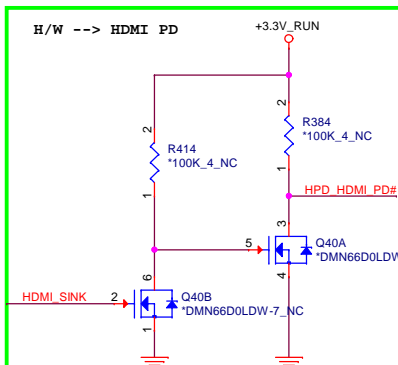 H/W --> HDMI PD
+3.3V_RUN
2
R414
*100K_4_NC
1
2
R384
*100K_4_NC
1
HPD_HDMI_PD#
3
5
Q40A
*DMN66D0LDW
4
6
HDMI_SINK
2
Q40B
*DMN66D0LDW-7_NC
1